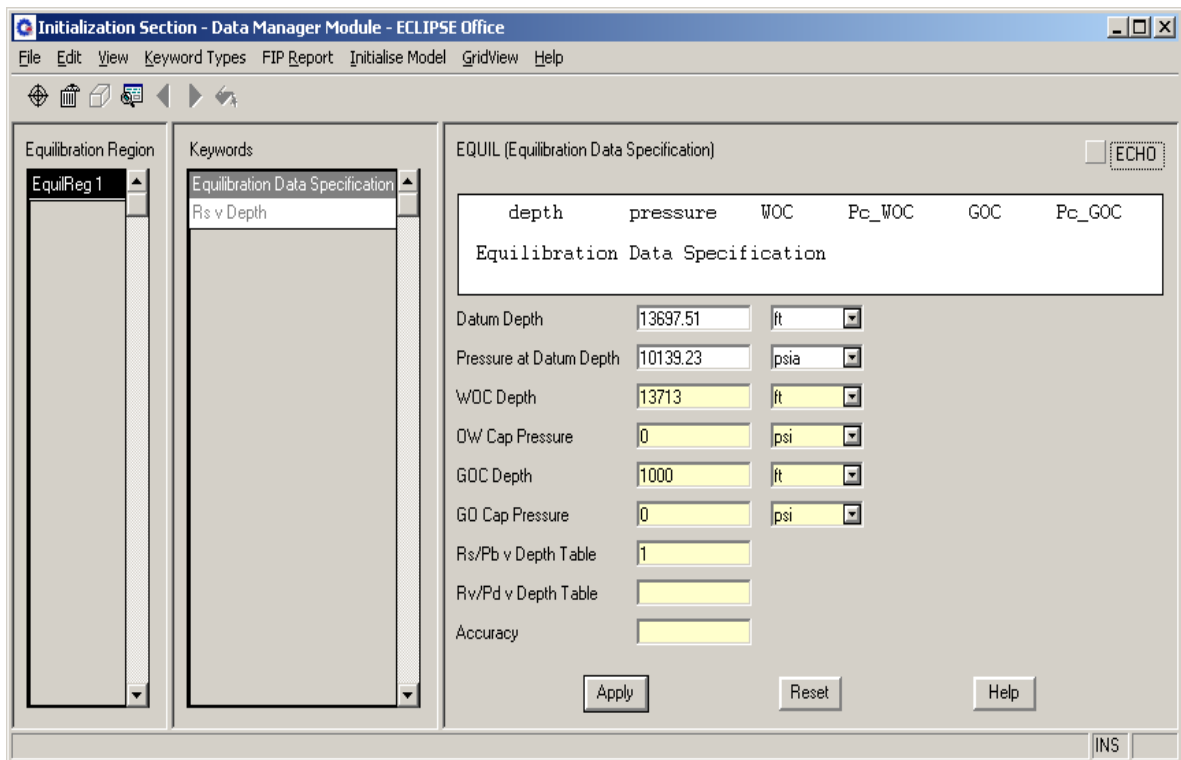 Initialization Section - Data Manager Module - ECLIPSE Office
File Edit View Keyword Types FIP Report Initialise Model GridView Help
Equilibration Region
EquilReg 1
Keywords
Equilibration Data Specification
Rs v Depth
EQUIL (Equilibration Data Specification)
ECHO
depth pressure WOC Pc_WOC GOC Pc_GOC
Equilibration Data Specification
Datum Depth 13697.51 ft
Pressure at Datum Depth 10139.23 psia
WOC Depth 13713 ft
OW Cap Pressure 0 psi
GOC Depth 1000 ft
GO Cap Pressure 0 psi
Rs/Pb v Depth Table 1
Rv/Pd v Depth Table
Accuracy
Apply Reset Help
INS